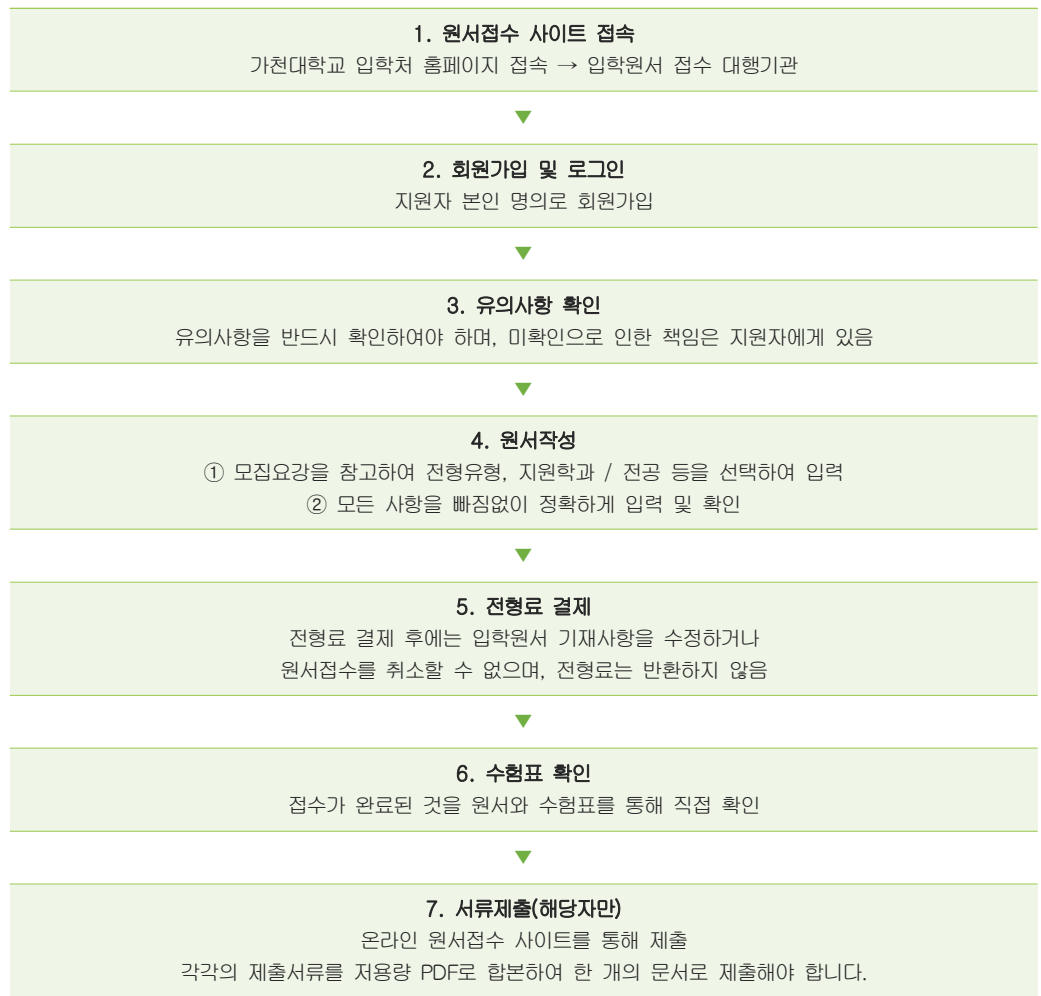 1. 원서접수 사이트 접속
가천대학교 입학처 홈페이지 접속 → 입학원서 접수 대행기관
▼
2. 회원가입 및 로그인
지원자 본인 명의로 회원가입
▼
3. 유의사항 확인
유의사항을 반드시 확인하여야 하며, 미확인으로 인한 책임은 지원자에게 있음
▼
4. 원서작성
① 모집요강을 참고하여 전형유형, 지원학과 / 전공 등을 선택하여 입력
② 모든 사항을 빠짐없이 정확하게 입력 및 확인
▼
5. 전형료 결제
전형료 결제 후에는 입학원서 기재사항을 수정하거나
원서접수를 취소할 수 없으며, 전형료는 반환하지 않음
▼
6. 수험표 확인
접수가 완료된 것을 원서와 수험표를 통해 직접 확인
▼
7. 서류제출(해당자만)
온라인 원서접수 사이트를 통해 제출
각각의 제출서류를 저용량 PDF로 합본하여 한 개의 문서로 제출해야 합니다.